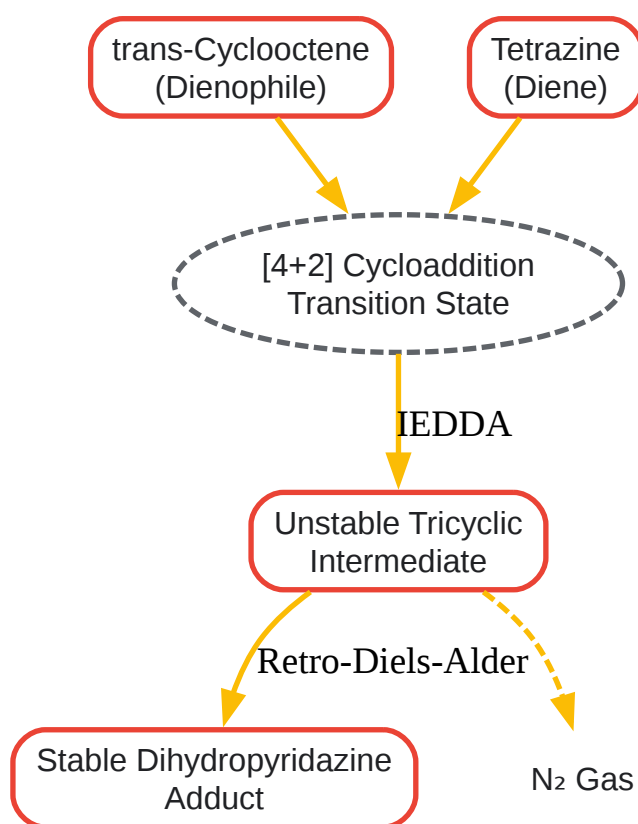 trans-Cyclooctene
(Dienophile)
Tetrazine
(Diene)
[4+2] Cycloaddition
Transition State
IEDDA
Unstable Tricyclic
Intermediate
Retro-Diels-Alder
Stable Dihydropyridazine
Adduct
N₂ Gas